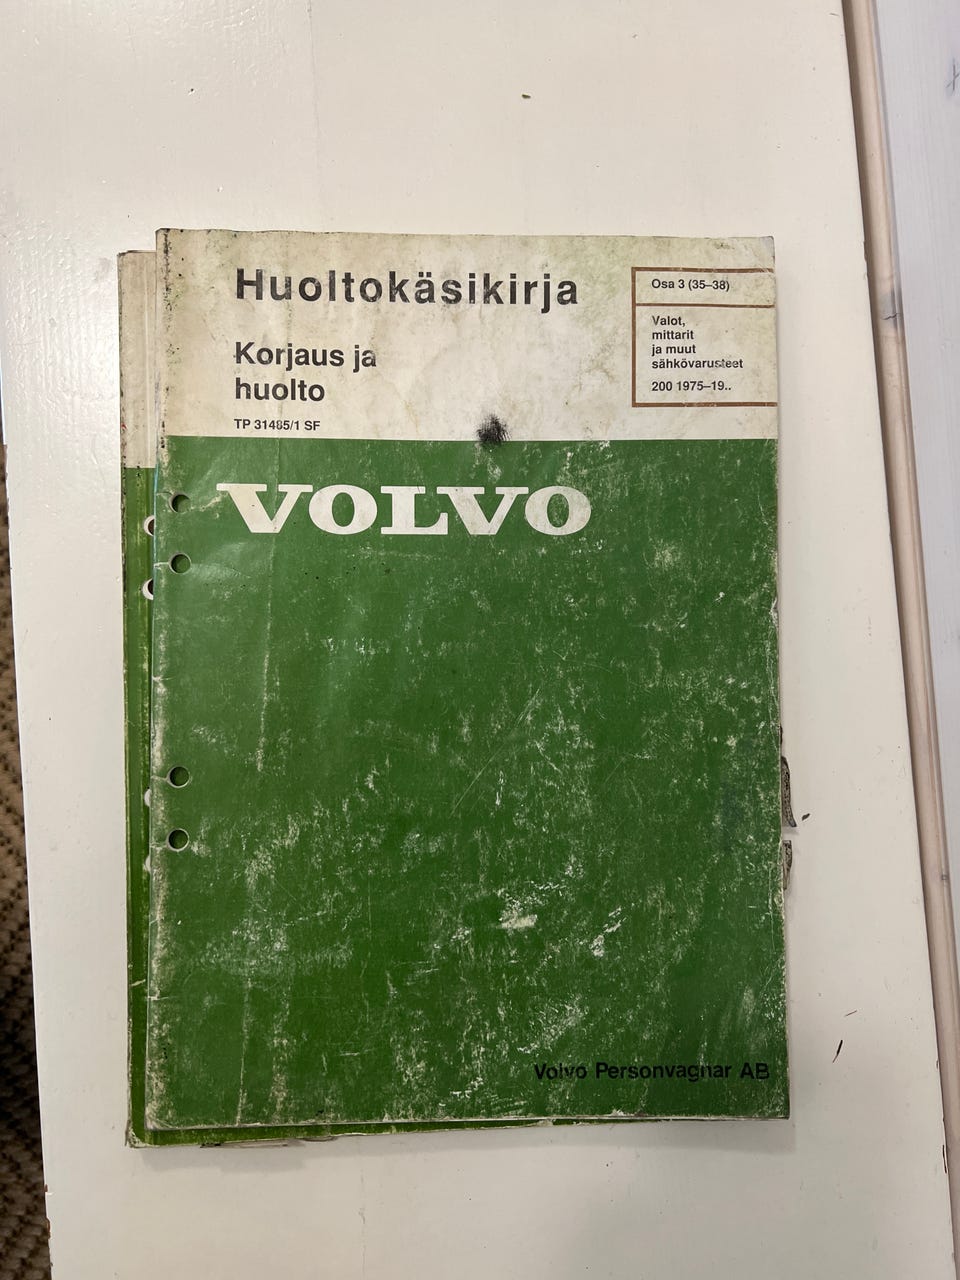 Huoltokäsikirja
Korjaus ja
huolto
TP 31485/1 SF
Osa 3 (35–38)
Valot,
mittarit
ja muut
sähkövarusteet
200 1975–19..
VOLVO
Volvo Personvagnar AB